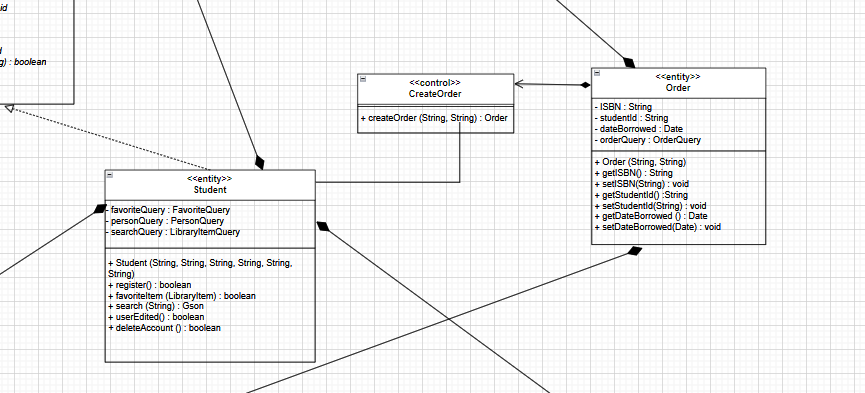 id
d
g) : boolean
<<control>>
CreateOrder
+ createOrder (String, String) : Order
<<entity>>
Order
- ISBN : String
- studentId : String
- dateBorrowed : Date
- orderQuery : OrderQuery
+ Order (String, String)
+ getISBN() : String
+ setISBN(String) : void
+ getStudentId() :String
+ setStudentId(String) : void
+ getDateBorrowed () : Date
+ setDateBorrowed(Date) : void
<<entity>>
Student
- favoriteQuery : FavoriteQuery
- personQuery : PersonQuery
- searchQuery : LibraryItemQuery
+ Student (String, String, String, String, String,
String)
+ register() : boolean
+ favoriteItem (LibraryItem) : boolean
+ search (String) : Gson
+ userEdited() : boolean
+ deleteAccount () : boolean